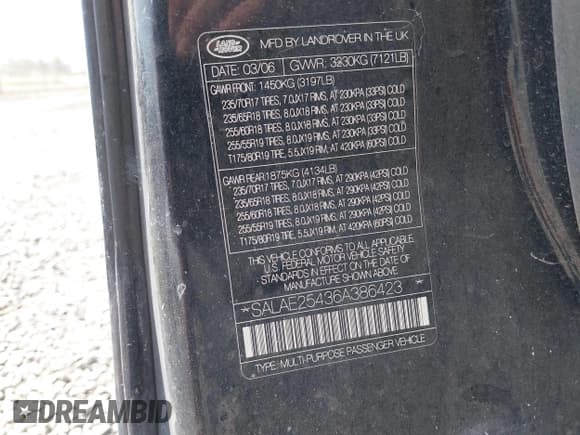 LAND ROVER
MFD BY LANDROVER IN THE UK
DATE: 03/06 GVWR: 3230KG (7121LB)
GAWR FRONT: 1450KG (3197LB)
235/70R17 TIRES, 7.0JX17 RIMS, AT 230KPA (33PSI) COLD
235/65R18 TIRES, 8.0JX18 RIMS, AT 230KPA (33PSI) COLD
255/60R18 TIRES, 8.0JX18 RIMS, AT 230KPA (33PSI) COLD
255/55R19 TIRES, 8.0JX19 RIMS, AT 230KPA (33PSI) COLD
T175/80R19 TIRE, 5.5JX19 RIM, AT 420KPA (60PSI) COLD
GAWR REAR: 1875KG (4134LB)
235/70R17 TIRES, 7.0JX17 RIMS, AT 290KPA (42PSI) COLD
235/65R18 TIRES, 8.0JX18 RIMS, AT 290KPA (42PSI) COLD
255/60R18 TIRES, 8.0JX18 RIMS, AT 290KPA (42PSI) COLD
255/55R19 TIRES, 8.0JX19 RIMS, AT 290KPA (42PSI) COLD
T175/80R19 TIRE, 5.5JX19 RIM, AT 420KPA (60PSI) COLD
THIS VEHICLE CONFORMS TO ALL APPLICABLE
U.S. FEDERAL MOTOR VEHICLE SAFETY
STANDARDS IN EFFECT ON THE DATE OF
MANUFACTURE SHOWN ABOVE.
*SALAE25436A386423*
TYPE: MULTI-PURPOSE PASSENGER VEHICLE
DREAMBID